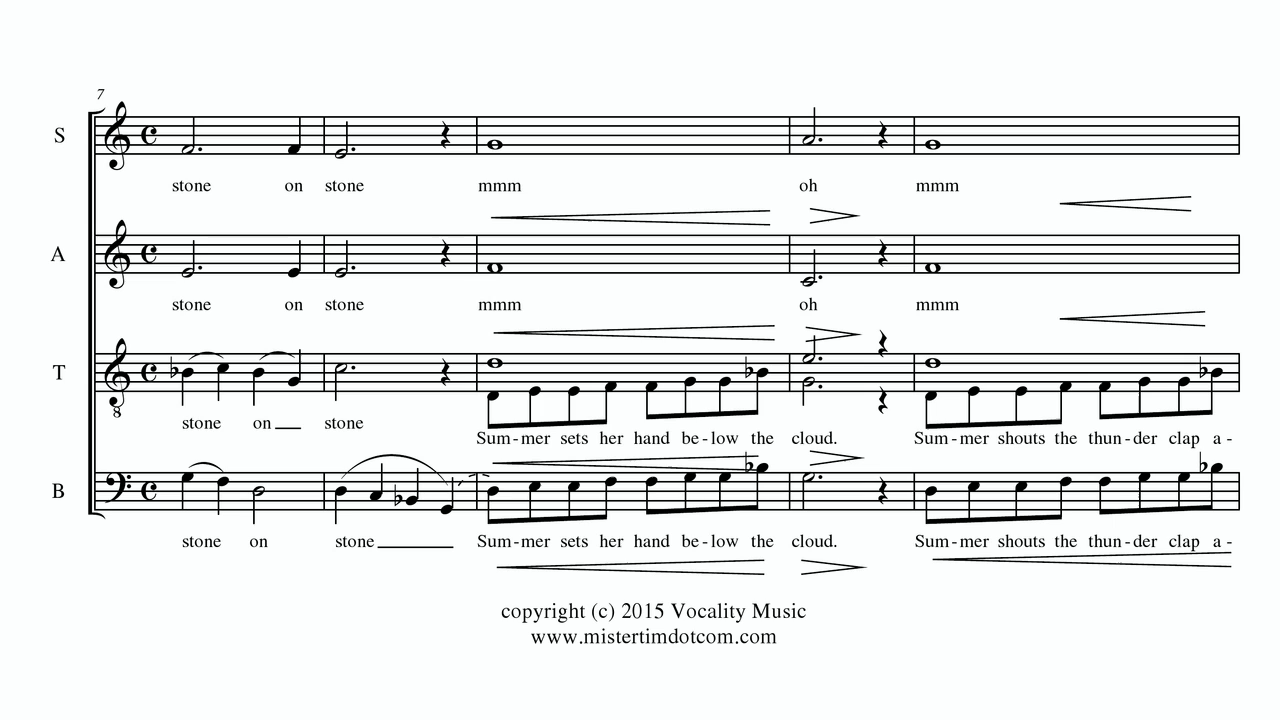 7
S
stone on stone mmm oh mmm
A
stone on stone mmm oh mmm
T
8
stone on stone
Sum-mer sets her hand be-low the cloud. Sum-mer shouts the thun-der clap a-
B
stone on stone Sum-mer sets her hand be-low the cloud. Sum-mer shouts the thun-der clap a-
copyright (c) 2015 Vocality Music
www.mistertimdotcom.com